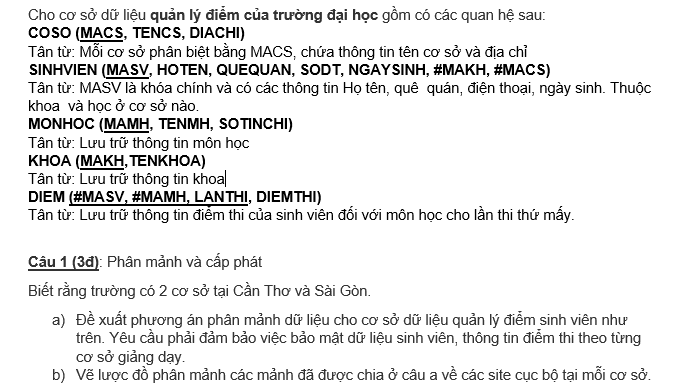 Cho cơ sở dữ liệu quản lý điểm của trường đại học gồm có các quan hệ sau:
COSO (MACS, TENCS, DIACHI)
Tân từ: Mỗi cơ sở phân biệt bằng MACS, chứa thông tin tên cơ sở và địa chỉ
SINHVIEN (MASV, HOTEN, QUEQUAN, SODT, NGAYSINH, #MAKH, #MACS)
Tân từ: MASV là khóa chính và có các thông tin Họ tên, quê quán, điện thoại, ngày sinh. Thuộc
khoa và học ở cơ sở nào.
MONHOC (MAMH, TENMH, SOTINCHI)
Tân từ: Lưu trữ thông tin môn học
KHOA (MAKH,TENKHOA)
Tân từ: Lưu trữ thông tin khoa
DIEM (#MASV, #MAMH, LANTHI, DIEMTHI)
Tân từ: Lưu trữ thông tin điểm thi của sinh viên đối với môn học cho lần thi thứ mấy.
Câu 1 (3đ): Phân mảnh và cấp phát
Biết rằng trường có 2 cơ sở tại Cần Thơ và Sài Gòn.
a) Đề xuất phương án phân mảnh dữ liệu cho cơ sở dữ liệu quản lý điểm sinh viên như
trên. Yêu cầu phải đảm bảo việc bảo mật dữ liệu sinh viên, thông tin điểm thi theo từng
cơ sở giảng dạy.
b) Vẽ lược đồ phân mảnh các mảnh đã được chia ở câu a về các site cục bộ tại mỗi cơ sở.